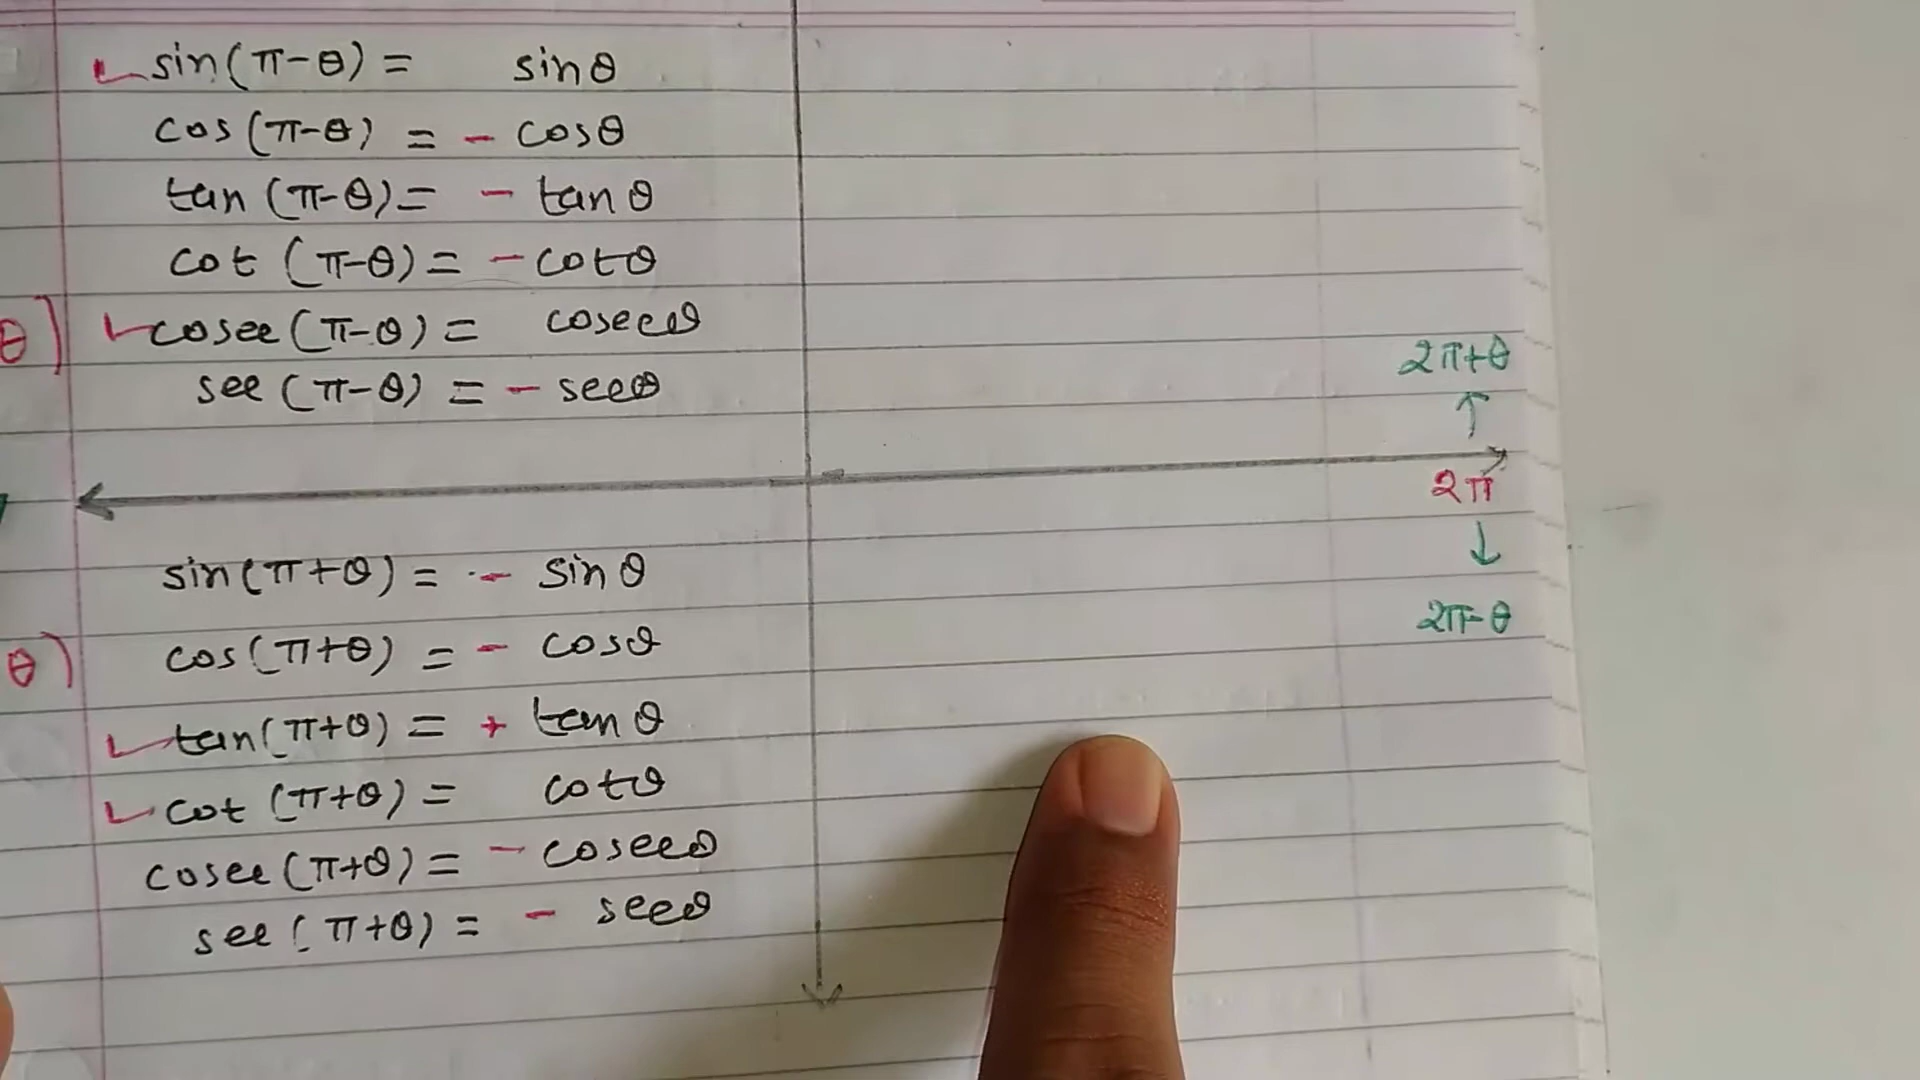 sin(π-θ) = sinθ
cos(π-θ) = - cosθ
tan(π-θ) = - tanθ
cot(π-θ) = - cotθ
θ)
cosec(π-θ) = cosecθ
sec(π-θ) = - secθ
2π+θ
↑
2π
↓
2π-θ
sin(π+θ) = - sinθ
θ)
cos(π+θ) = - cosθ
tan(π+θ) = + tanθ
cot(π+θ) = cotθ
cosec(π+θ) = - cosecθ
sec(π+θ) = - secθ